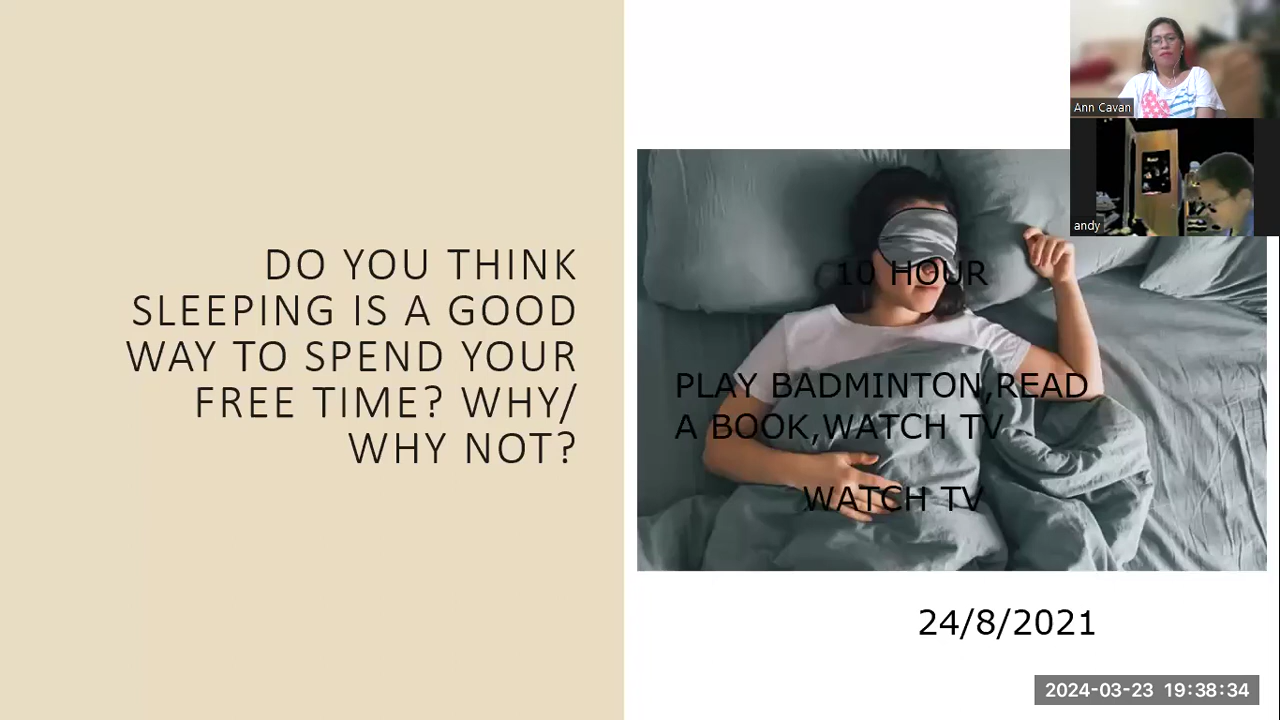 DO YOU THINK
SLEEPING IS A GOOD
WAY TO SPEND YOUR
FREE TIME? WHY/
WHY NOT?
Ann Cavan
andy
10 HOUR
PLAY BADMINTON,READ
A BOOK,WATCH TV
WATCH TV
24/8/2021
2024-03-23 19:38:34